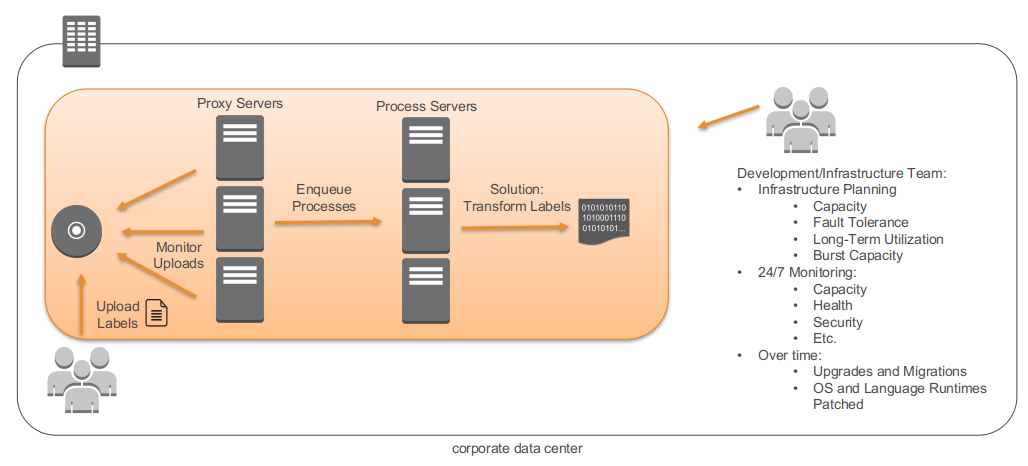 Proxy Servers
Process Servers
Enqueue
Processes
Solution:
Transform Labels
0101010110
1010001110
01010101...
Monitor
Uploads
Upload
Labels
Development/Infrastructure Team:
• Infrastructure Planning
• Capacity
• Fault Tolerance
• Long-Term Utilization
• Burst Capacity
• 24/7 Monitoring:
• Capacity
• Health
• Security
• Etc.
• Over time:
• Upgrades and Migrations
• OS and Language Runtimes
Patched
corporate data center